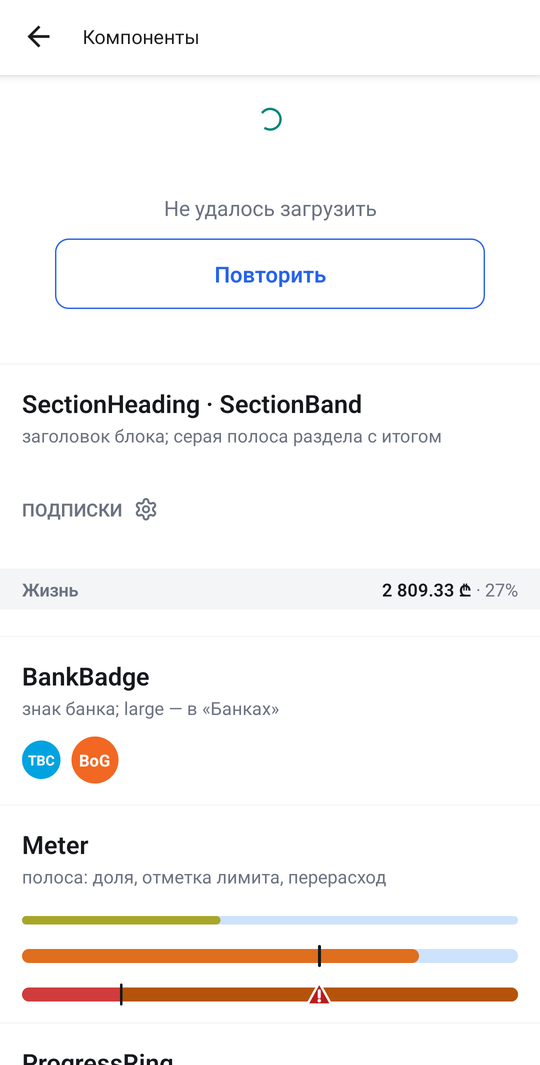 Компоненты
Не удалось загрузить
Повторить
SectionHeading · SectionBand
заголовок блока; серая полоса раздела с итогом
ПОДПИСКИ
Жизнь 2 809.33 ₾ · 27%
BankBadge
знак банка; large — в «Банках»
TBC BoG
Meter
полоса: доля, отметка лимита, перерасход
ProgressRing